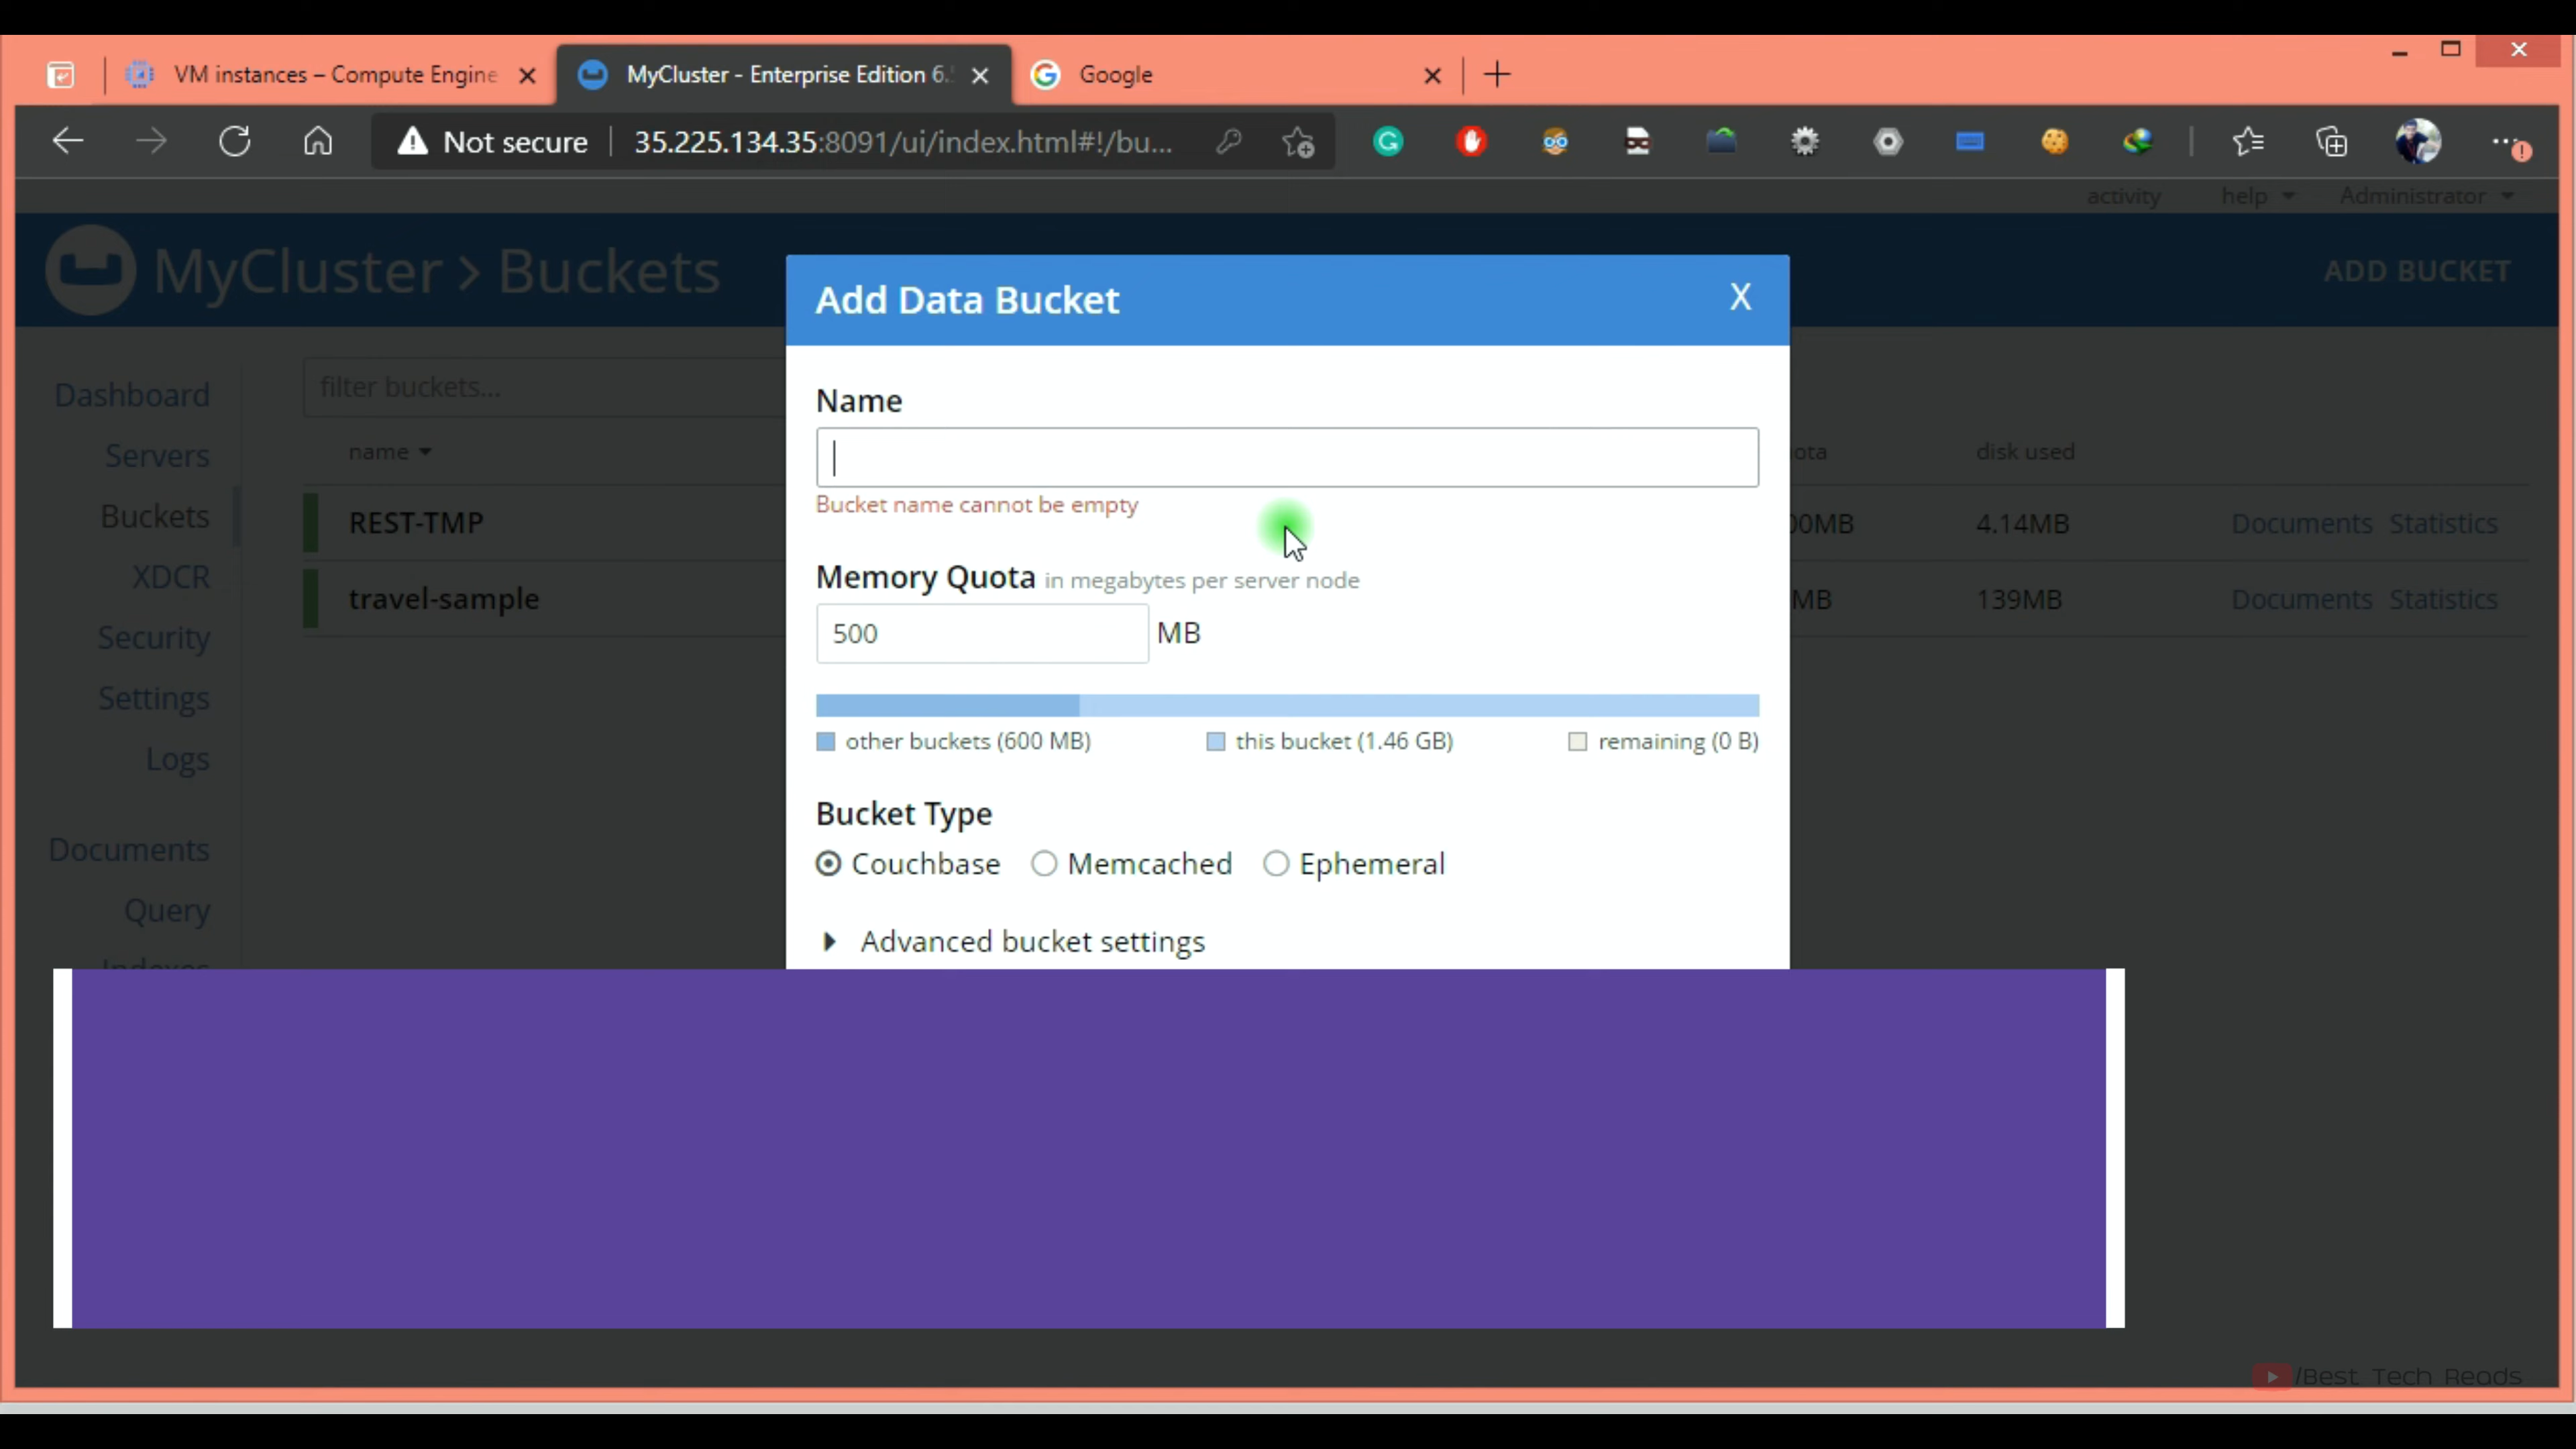 VM instances – Compute Engine
MyCluster - Enterprise Edition 6.
Google
Not secure
35.225.134.35:8091/ui/index.html#!/bu...
activity
help
Administrator
MyCluster > Buckets
ADD BUCKET
Add Data Bucket
X
Dashboard
Servers
Buckets
XDCR
Security
Settings
Logs
Documents
Query
Indexes
filter buckets...
name
disk used
REST-TMP
4.14MB
Documents Statistics
travel-sample
MB
139MB
Documents Statistics
Name
Bucket name cannot be empty
Memory Quota in megabytes per server node
500 MB
other buckets (600 MB)
this bucket (1.46 GB)
remaining (0 B)
Bucket Type
Couchbase
Memcached
Ephemeral
Advanced bucket settings
/Best Tech Reads